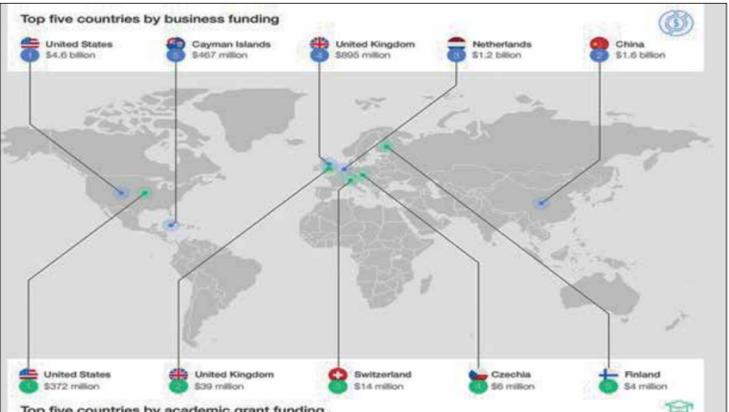 Top five countries by business funding
United States
1
$4.6 billion
Cayman Islands
5
$467 million
United Kingdom
4
$895 million
Netherlands
3
$1.2 billion
China
2
$1.6 billion
United States
1
$372 million
United Kingdom
2
$39 million
Switzerland
3
$14 million
Czechia
4
$6 million
Finland
5
$4 million
Top five countries by academic grant funding